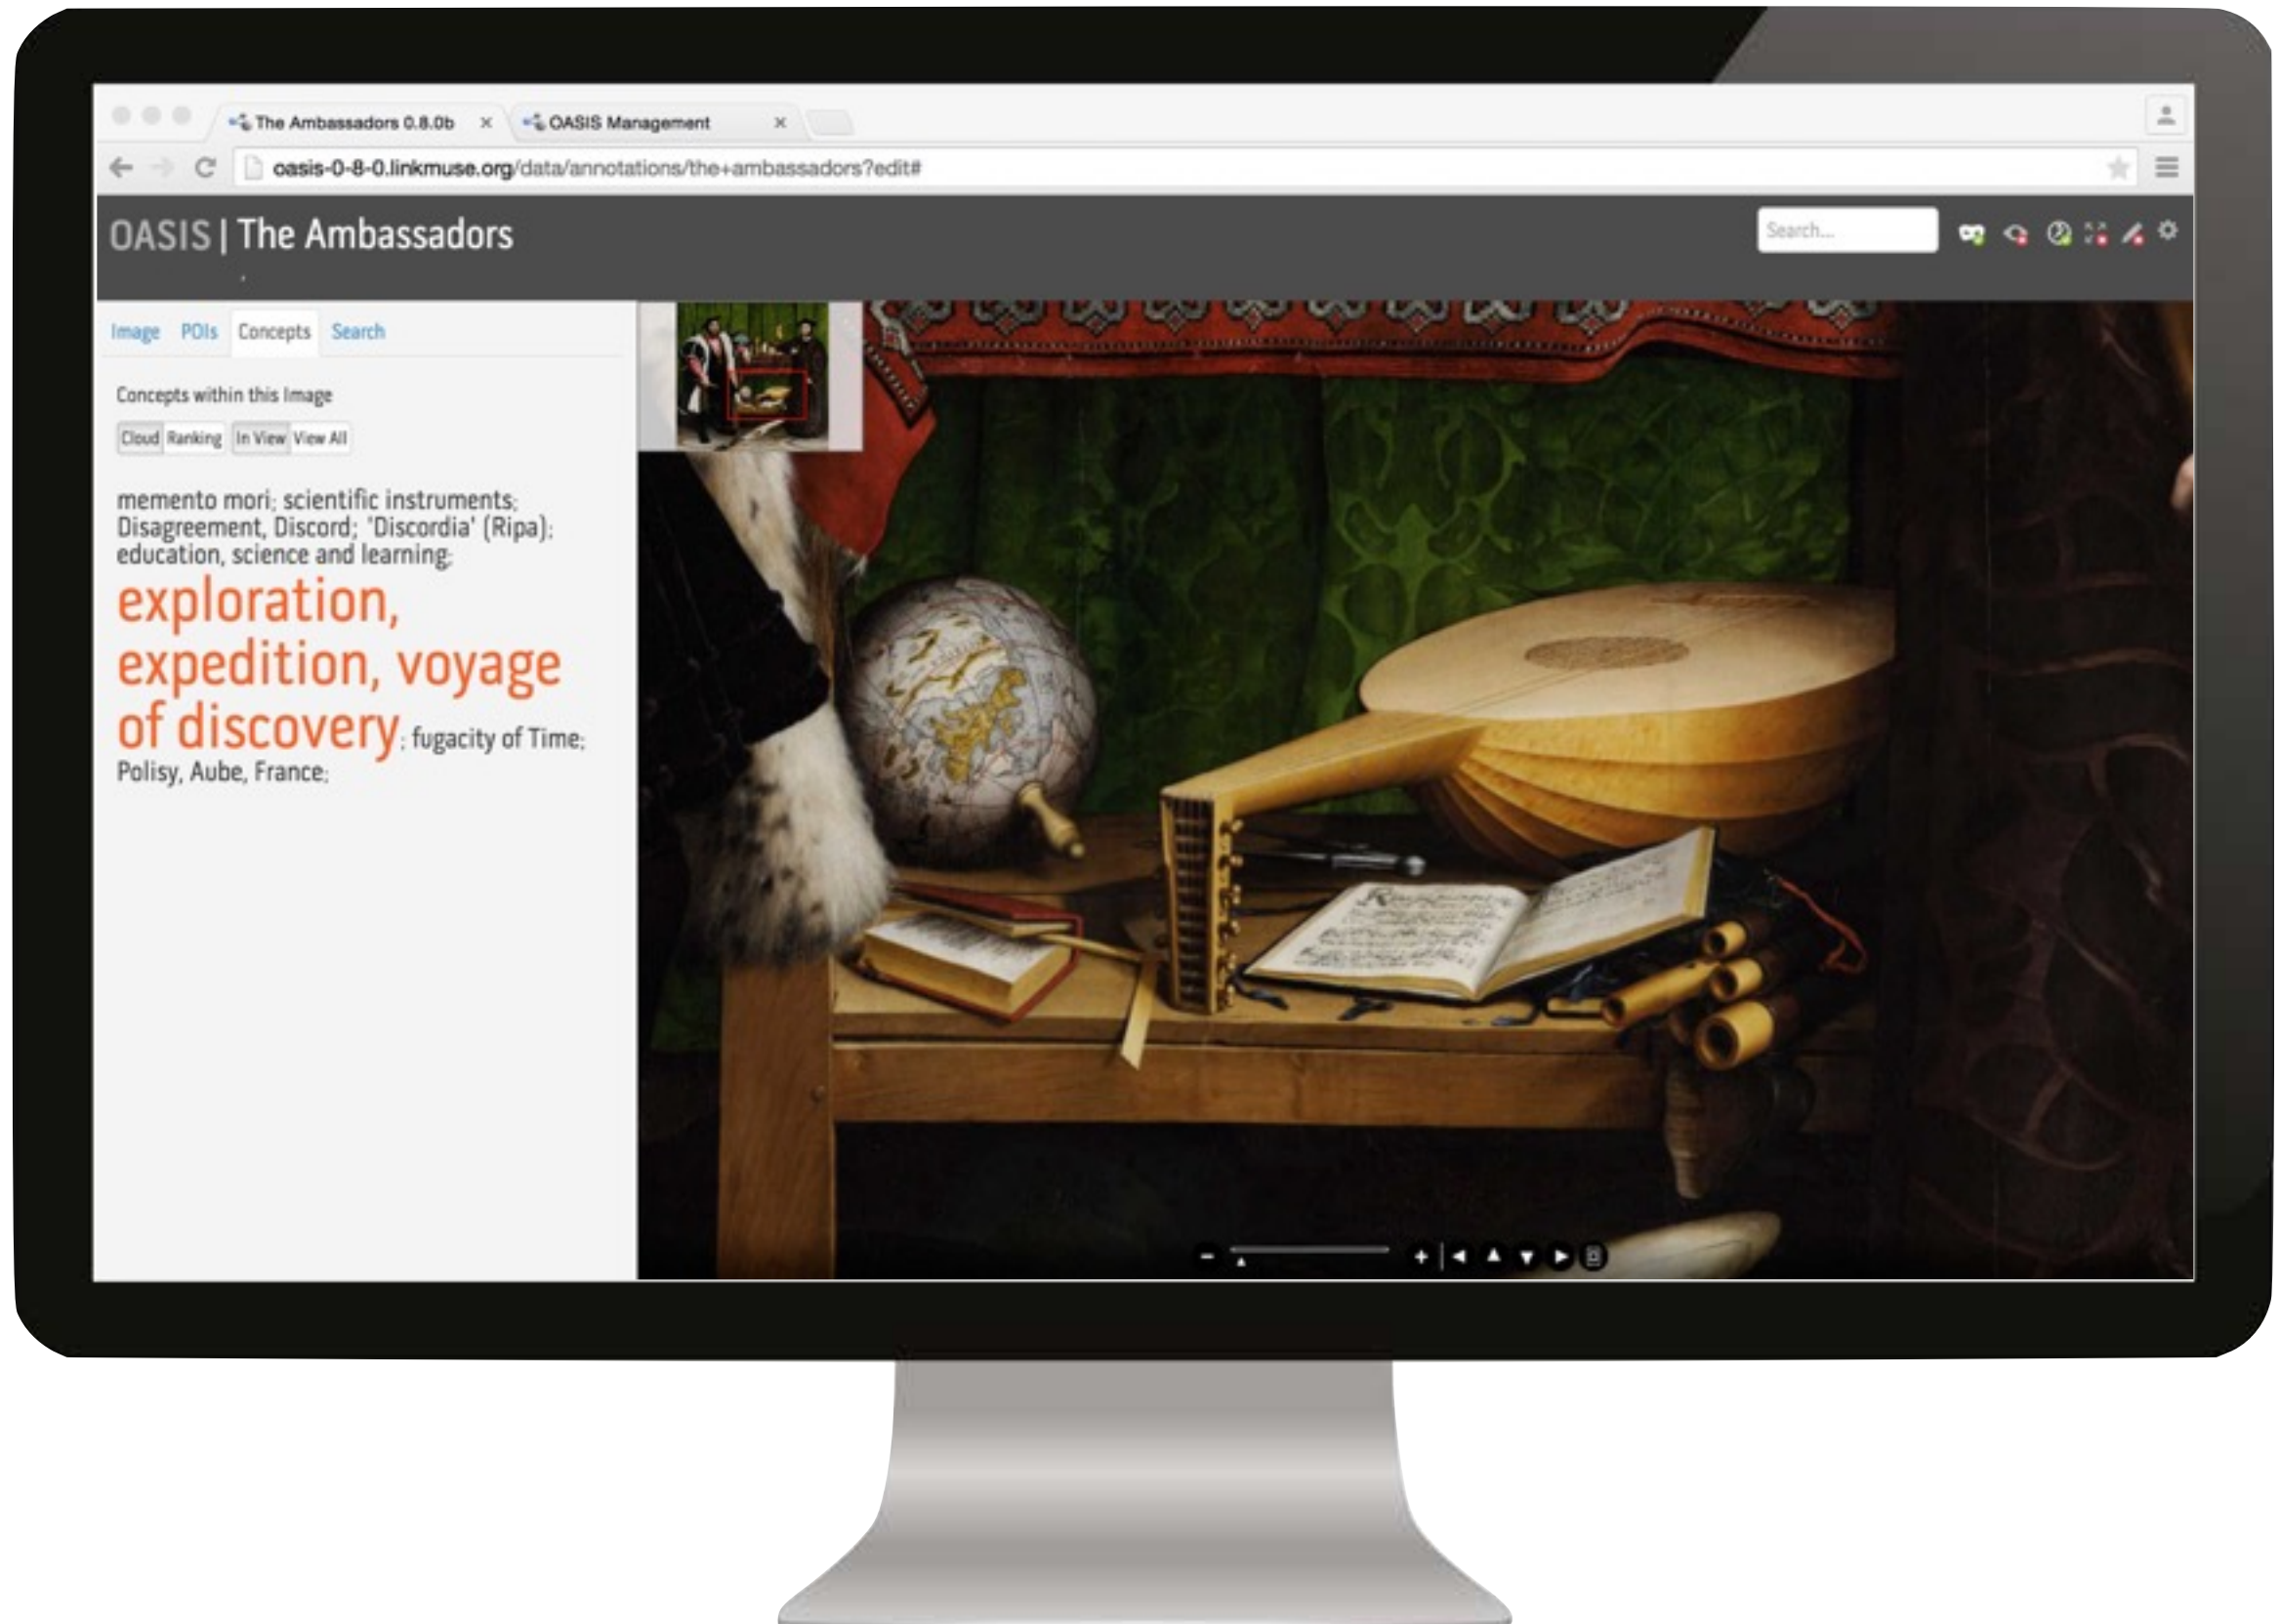 The Ambassadors 0.8.0b
OASIS Management
oasis-0-8-0.linkmuse.org/data/annotations/the+ambassadors?edit#
OASIS | The Ambassadors
Search...
Image POIs Concepts Search
Concepts within this Image
Cloud Ranking In View View All
memento mori; scientific instruments;
Disagreement, Discord; 'Discordia' (Ripa);
education, science and learning;
exploration,
expedition, voyage
of discovery; fugacity of Time;
Polisy, Aube, France;